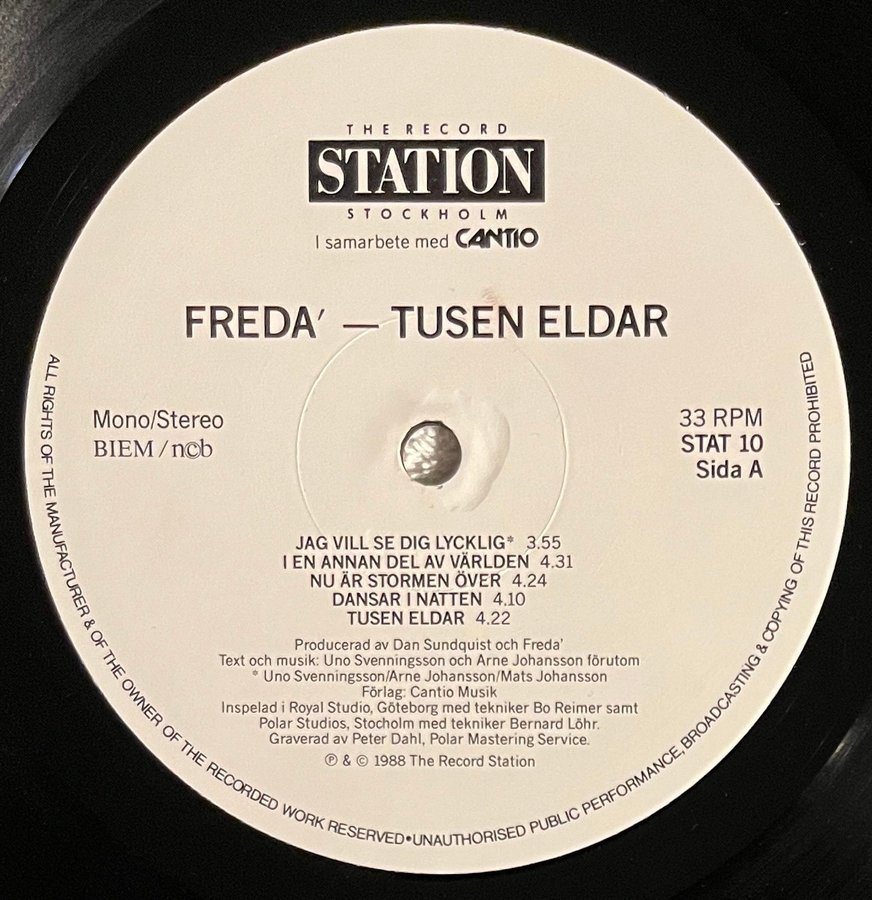 THE RECORD
STATION
STOCKHOLM
I samarbete med CANTIO
FREDA' — TUSEN ELDAR
Mono/Stereo
BIEM/n©b
33 RPM
STAT 10
Sida A
JAG VILL SE DIG LYCKLIG* 3.55
I EN ANNAN DEL AV VÄRLDEN 4.31
NU ÄR STORMEN ÖVER 4.24
DANSAR I NATTEN 4.10
TUSEN ELDAR 4.22
Producerad av Dan Sundquist och Freda'
Text och musik: Uno Svenningsson och Arne Johansson förutom
* Uno Svenningsson/Arne Johansson/Mats Johansson
Förlag: Cantio Musik
Inspelad i Royal Studio, Göteborg med tekniker Bo Reimer samt
Polar Studios, Stocholm med tekniker Bernard Löhr.
Graverad av Peter Dahl, Polar Mastering Service.
℗ & © 1988 The Record Station
ALL RIGHTS OF THE MANUFACTURER & OF THE OWNER OF THE RECORDED WORK RESERVED•UNAUTHORISED PUBLIC PERFORMANCE, BROADCASTING & COPYING OF THIS RECORD PROHIBITED